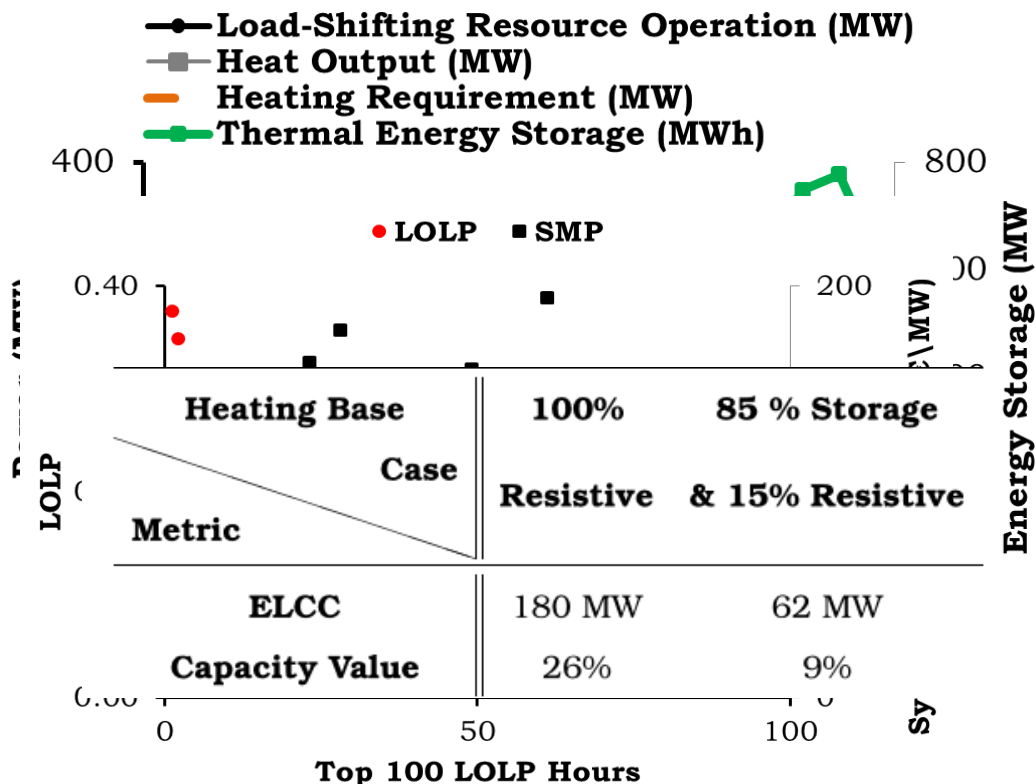 Load-Shifting Resource Operation (MW)
Heat Output (MW)
Heating Requirement (MW)
Thermal Energy Storage (MWh)
400
800
LOLP
SMP
0.40
200
LOLP
Energy Storage (MW
Heating Base
100%
85 % Storage
Case
Resistive
& 15% Resistive
Metric
ELCC
180 MW
62 MW
Capacity Value
26%
9%
0
50
100
Top 100 LOLP Hours